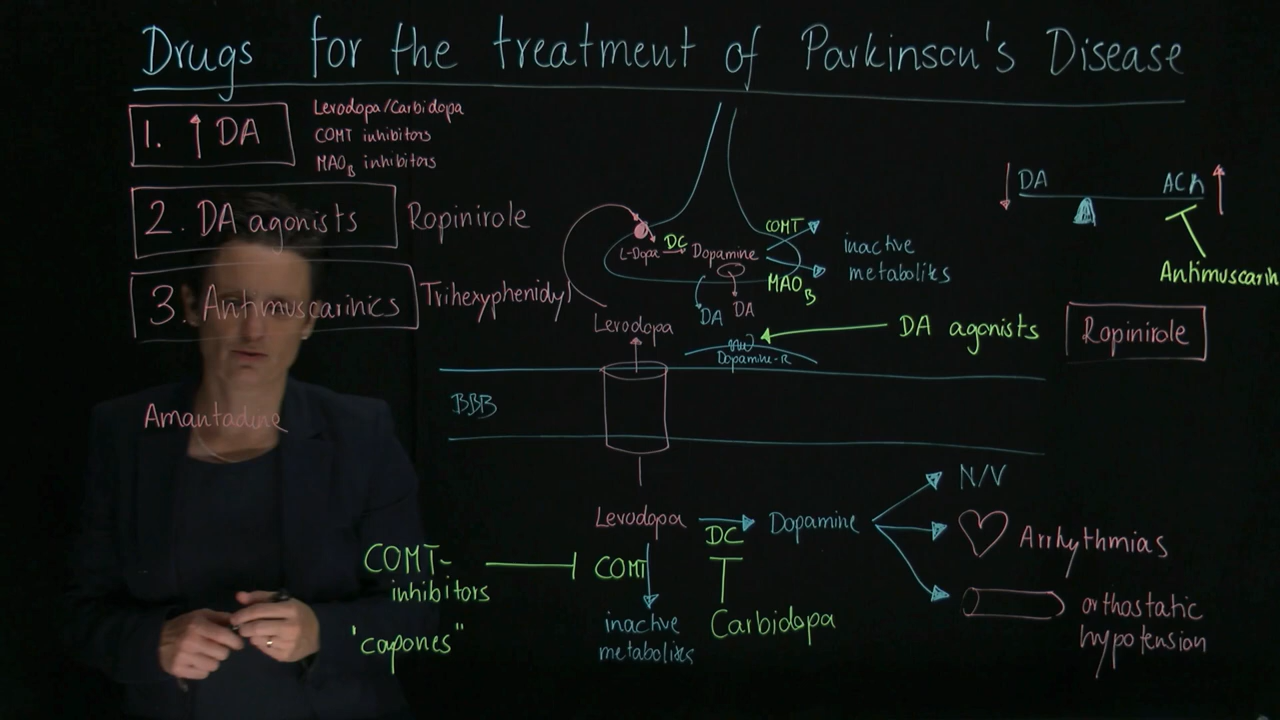 Drugs for the treatment of Parkinson's Disease
1. ↑ DA
Levodopa/Carbidopa
COMT inhibitors
MAO_B inhibitors
2. DA agonists
Ropinirole
3. Antimuscarinics
Trihexyphenidyl
Amantadine
DA
ACh
Antimuscarin
L-Dopa
DC
Dopamine
COMT
MAO_B
inactive
metabolites
DA
DA
Dopamine-R
DA agonists
Ropinirole
Levodopa
BBB
Levodopa
DC
Dopamine
N/V
Arrhythmias
orthostatic
hypotension
COMT-
inhibitors
"capones"
COMT
inactive
metabolites
Carbidopa